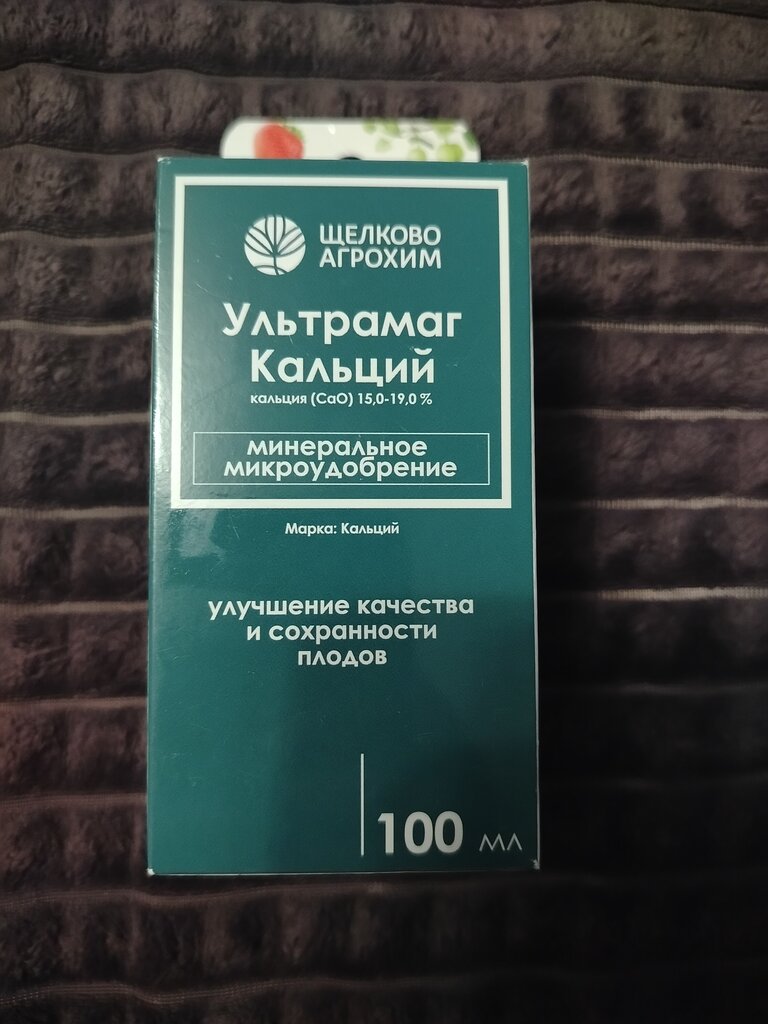 ЩЕЛКОВО
АГРОХИМ
Ультрамаг
Кальций
кальция (CaO) 15,0-19,0 %
минеральное
микроудобрение
Марка: Кальций
улучшение качества
и сохранности
плодов
100 мл